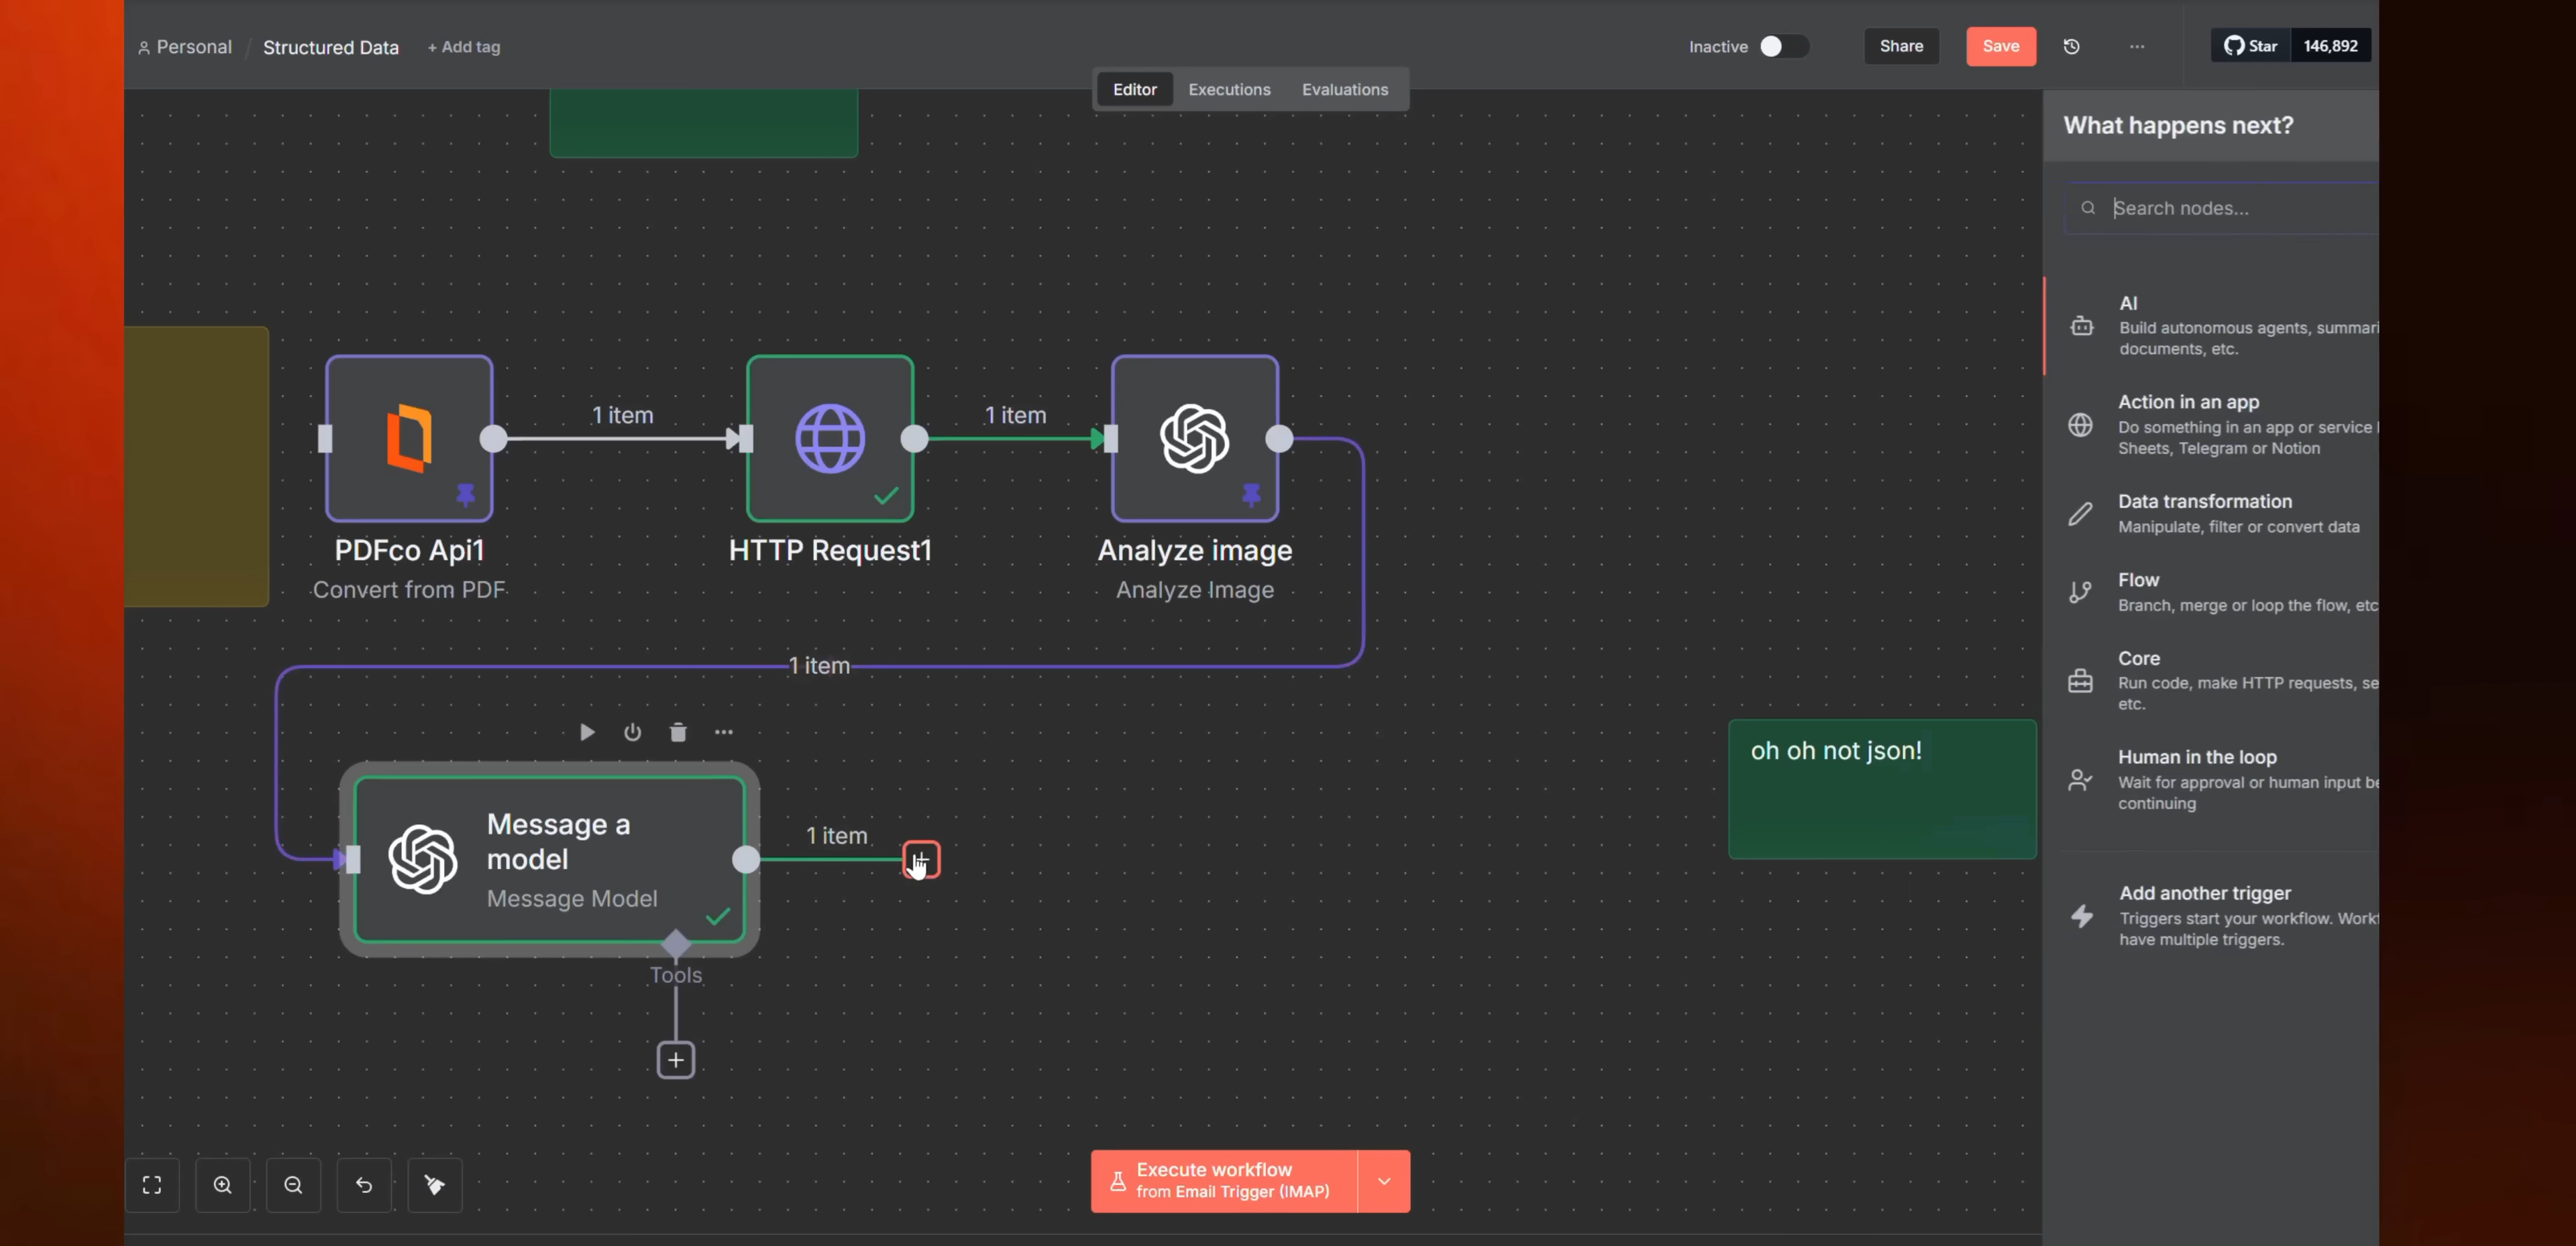 Personal / Structured Data + Add tag
Inactive
Share
Save
Star 146,892
Editor Executions Evaluations
What happens next?
Search nodes...
AI
Build autonomous agents, summari
documents, etc.
Action in an app
Do something in an app or service
Sheets, Telegram or Notion
Data transformation
Manipulate, filter or convert data
Flow
Branch, merge or loop the flow, etc
Core
Run code, make HTTP requests, se
etc.
Human in the loop
Wait for approval or human input be
continuing
Add another trigger
Triggers start your workflow. Work
have multiple triggers.
1 item
1 item
PDFco Api1
Convert from PDF
HTTP Request1
Analyze image
Analyze Image
1 item
oh oh not json!
Message a
model
Message Model
1 item
Tools
Execute workflow
from Email Trigger (IMAP)